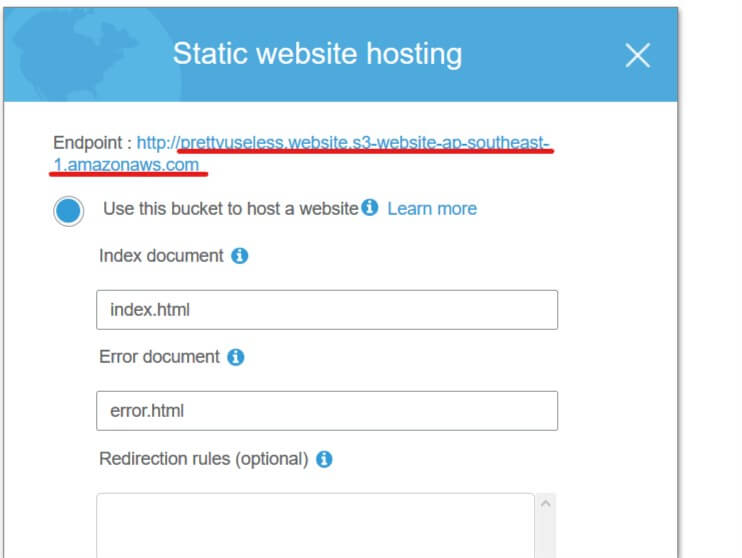 Static website hosting
Endpoint : http://prettyuseless.website.s3-website-ap-southeast-
1.amazonaws.com
Use this bucket to host a website Learn more
Index document
index.html
Error document
error.html
Redirection rules (optional)